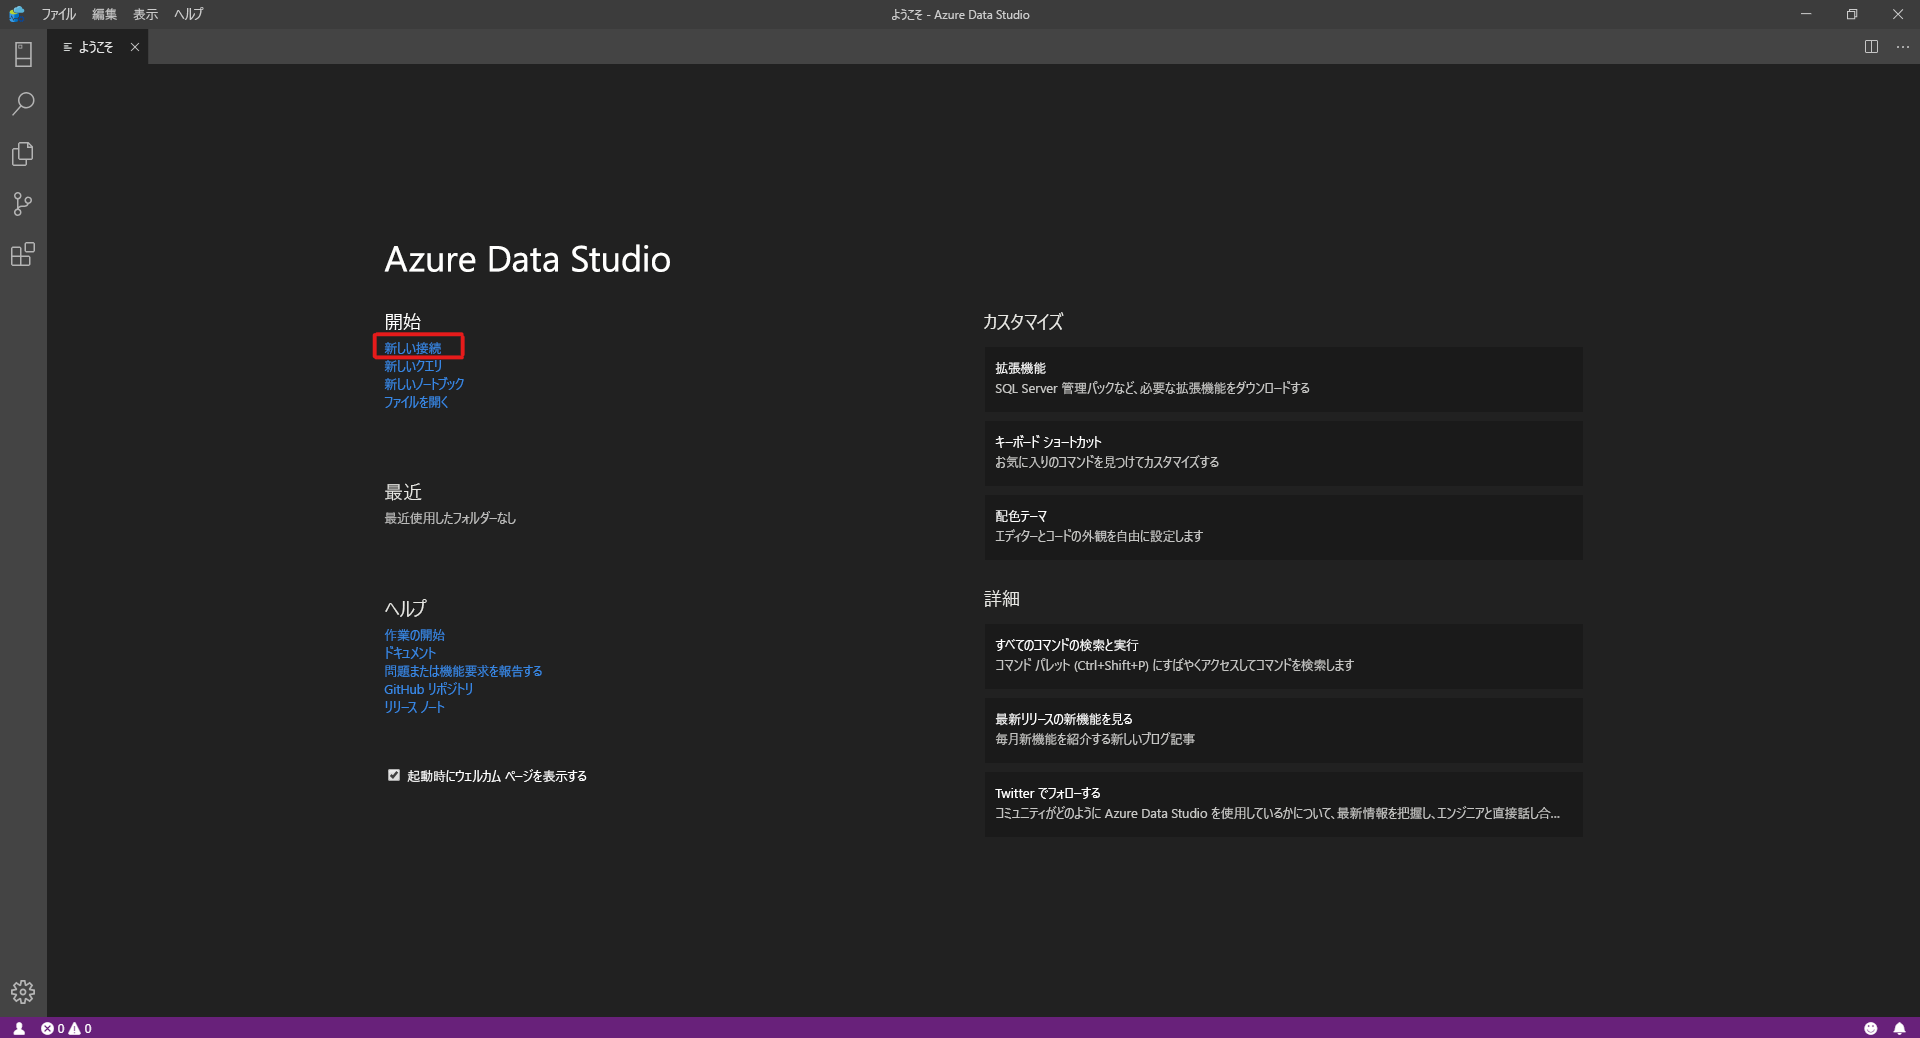 ファイル 編集 表示 ヘルプ
ようこそ - Azure Data Studio
ようこそ
Azure Data Studio
開始
新しい接続
新しいクエリ
新しいノートブック
ファイルを開く
最近
最近使用したフォルダーなし
ヘルプ
作業の開始
ドキュメント
問題または機能要求を報告する
GitHub リポジトリ
リリース ノート
起動時にウェルカム ページを表示する
カスタマイズ
拡張機能
SQL Server 管理パックなど、必要な拡張機能をダウンロードする
キーボード ショートカット
お気に入りのコマンドを見つけてカスタマイズする
配色テーマ
エディターとコードの外観を自由に設定します
詳細
すべてのコマンドの検索と実行
コマンド パレット (Ctrl+Shift+P) にすばやくアクセスしてコマンドを検索します
最新リリースの新機能を見る
毎月新機能を紹介する新しいブログ記事
Twitter でフォローする
コミュニティがどのように Azure Data Studio を使用しているかについて、最新情報を把握し、エンジニアと直接話し合...
0 0